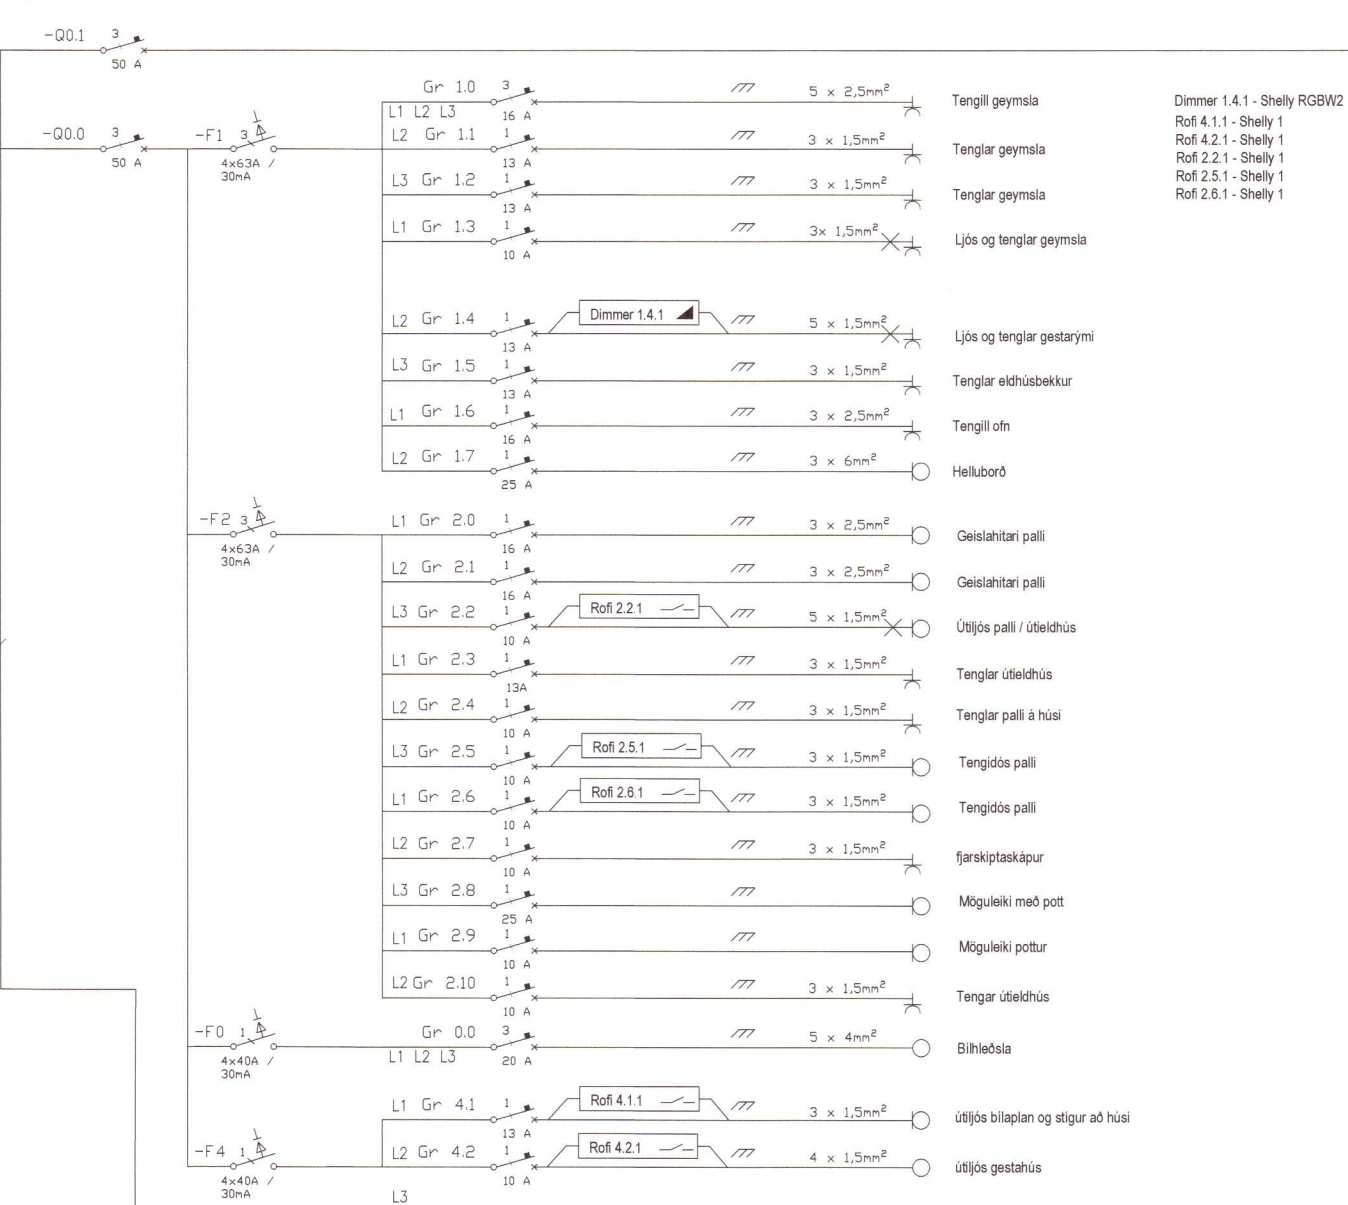 -Q0.1 3
50 A
-Q0.0 3
50 A
-F1 3
4x63A /
30mA
Gr 1.0 3
L1 L2 L3
16 A
5 x 2,5mm²
Tengill geymsla
L2 Gr 1.1 1
13 A
3 x 1,5mm²
Tenglar geymsla
L3 Gr 1.2 1
13 A
3 x 1,5mm²
Tenglar geymsla
L1 Gr 1.3 1
10 A
3x 1,5mm²
Ljós og tenglar geymsla
L2 Gr 1.4 1
13 A
Dimmer 1.4.1
5 x 1,5mm²
Ljós og tenglar gestarými
L3 Gr 1.5 1
13 A
3 x 1,5mm²
Tenglar eldhúsbekkur
L1 Gr 1.6 1
16 A
3 x 2,5mm²
Tengill ofn
L2 Gr 1.7 1
25 A
3 x 6mm²
Helluborð
Dimmer 1.4.1 - Shelly RGBW2
Rofi 4.1.1 - Shelly 1
Rofi 4.2.1 - Shelly 1
Rofi 2.2.1 - Shelly 1
Rofi 2.5.1 - Shelly 1
Rofi 2.6.1 - Shelly 1
-F2 3
4x63A /
30mA
L1 Gr 2.0 1
16 A
3 x 2,5mm²
Geislahitari palli
L2 Gr 2.1 1
16 A
3 x 2,5mm²
Geislahitari palli
L3 Gr 2.2 1
10 A
Rofi 2.2.1
5 x 1,5mm²
Útiljós palli / útieldhús
L1 Gr 2.3 1
13A
3 x 1,5mm²
Tenglar útieldhús
L2 Gr 2.4 1
10 A
3 x 1,5mm²
Tenglar palli á húsi
L3 Gr 2.5 1
10 A
Rofi 2.5.1
3 x 1,5mm²
Tengidós palli
L1 Gr 2.6 1
10 A
Rofi 2.6.1
3 x 1,5mm²
Tengidós palli
L2 Gr 2.7 1
10 A
3 x 1,5mm²
fjarskiptaskápur
L3 Gr 2.8 1
25 A
Möguleiki með pott
L1 Gr 2.9 1
10 A
Möguleiki pottur
L2 Gr 2.10 1
10 A
3 x 1,5mm²
Tengar útieldhús
-F0 1
4x40A /
30mA
Gr 0.0 3
L1 L2 L3
20 A
5 x 4mm²
Bílhleðsla
L1 Gr 4.1 1
13 A
Rofi 4.1.1
3 x 1,5mm²
útiljós bílaplan og stigur að húsi
-F4 1
4x40A /
30mA
L2 Gr 4.2 1
10 A
Rofi 4.2.1
4 x 1,5mm²
útiljós gestahús
L3